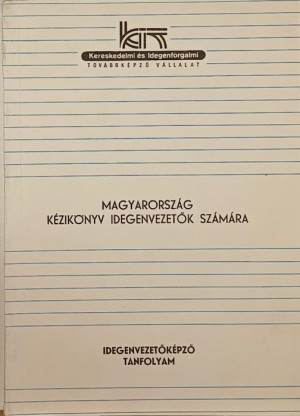 KIT
Kereskedelmi és Idegenforgalmi
TOVÁBBKÉPZŐ VÁLLALAT
MAGYARORSZÁG
KÉZIKÖNYV IDEGENVEZETŐK SZÁMÁRA
IDEGENVEZETŐKÉPZŐ
TANFOLYAM